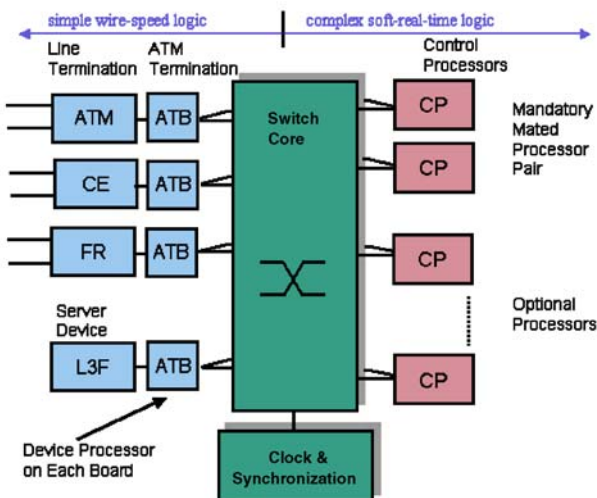 simple wire-speed logic
complex soft-real-time logic
Line
Termination
ATM
Termination
Control
Processors
ATM
ATB
Switch
Core
CP
Mandatory
Mated
Processor
Pair
CE
ATB
CP
FR
ATB
CP
Server
Device
Optional
Processors
L3F
ATB
CP
Device Processor
on Each Board
Clock &
Synchronization